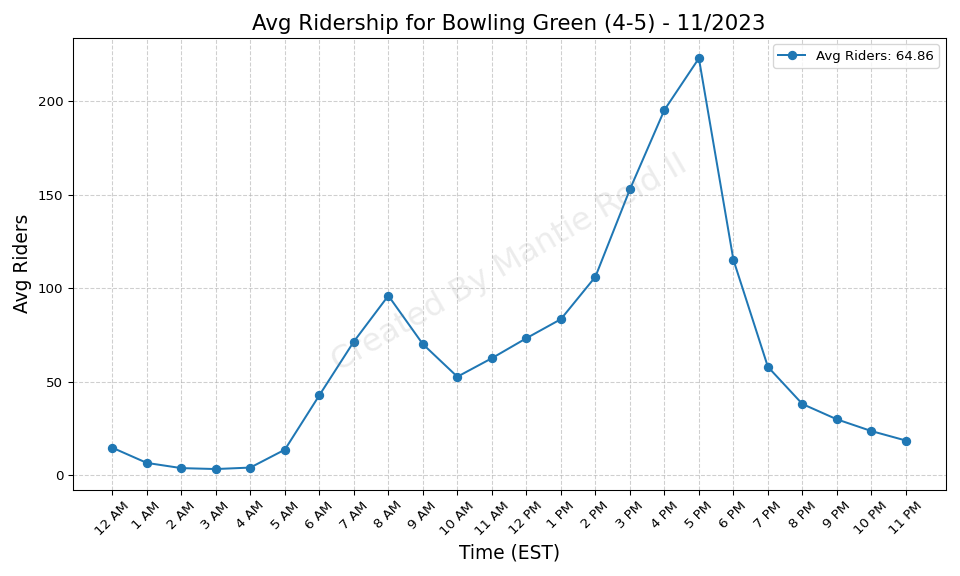 Avg Ridership for Bowling Green (4-5) - 11/2023
Avg Riders: 64.86
200
150
100
50
0
Avg Riders
Created By Mantie Reid II
12 AM
1 AM
2 AM
3 AM
4 AM
5 AM
6 AM
7 AM
8 AM
9 AM
10 AM
11 AM
12 PM
1 PM
2 PM
3 PM
4 PM
5 PM
6 PM
7 PM
8 PM
9 PM
10 PM
11 PM
Time (EST)